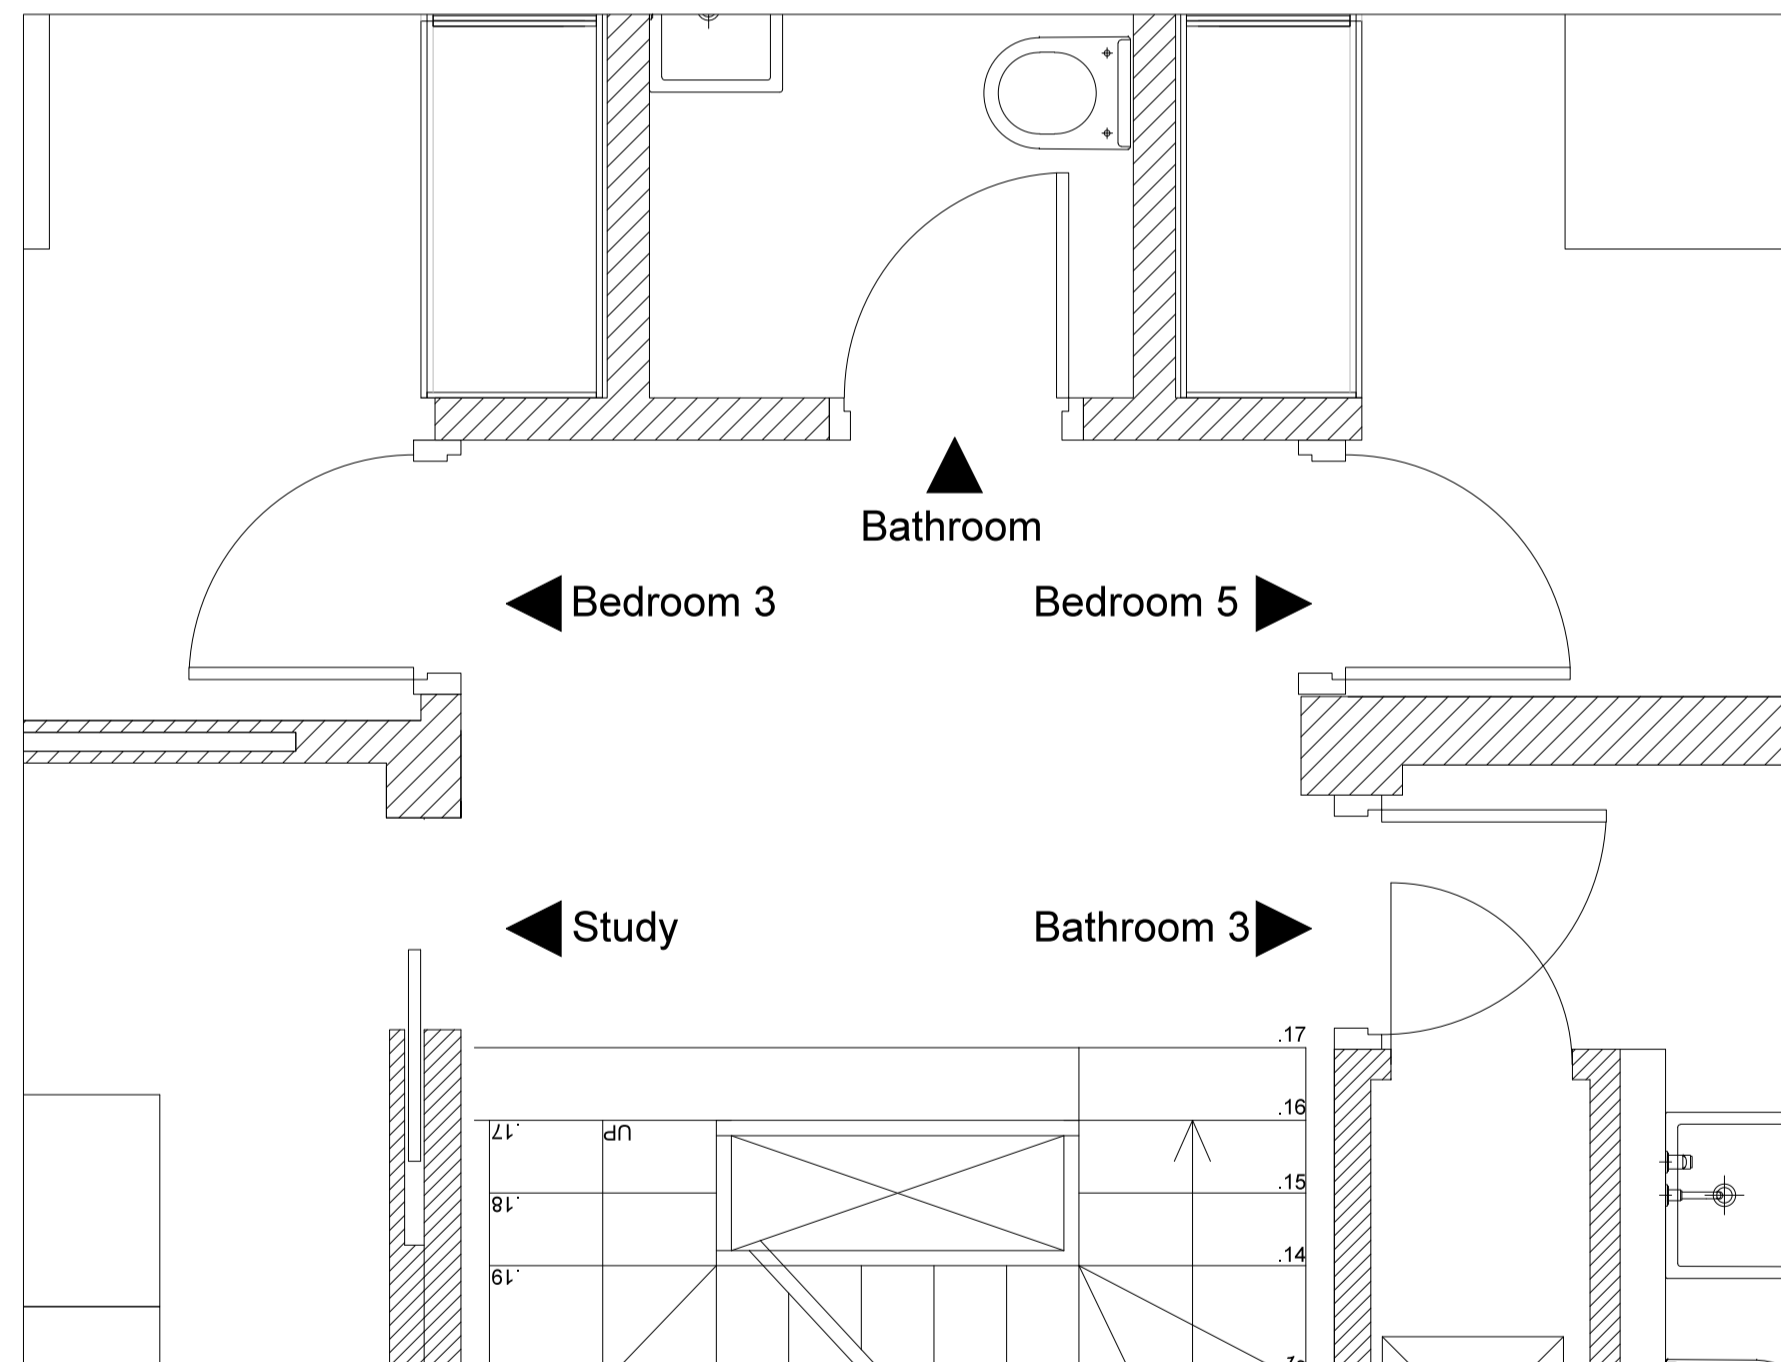 Bathroom
Bedroom 3
Bedroom 5
Study
Bathroom 3
.17
.16
.17
UP
.15
.18
.14
.19